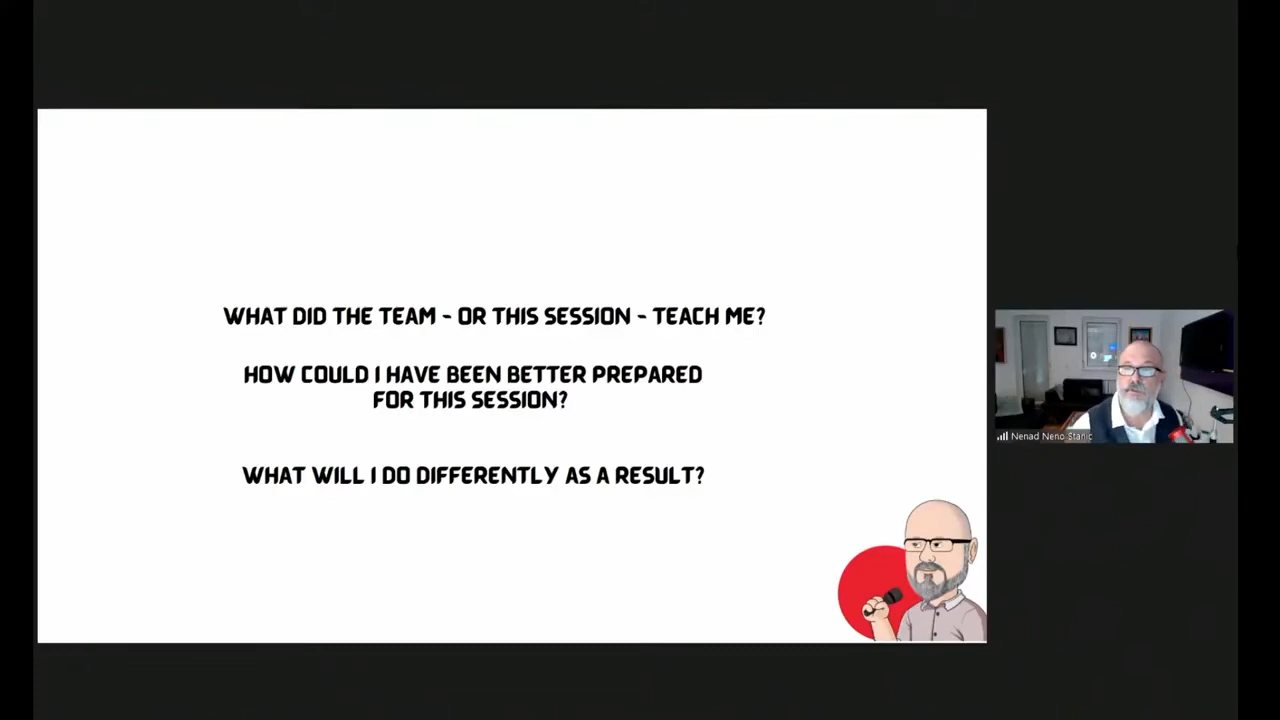 WHAT DID THE TEAM - OR THIS SESSION - TEACH ME?
HOW COULD I HAVE BEEN BETTER PREPARED
FOR THIS SESSION?
WHAT WILL I DO DIFFERENTLY AS A RESULT?
Nenad Neno Stanic